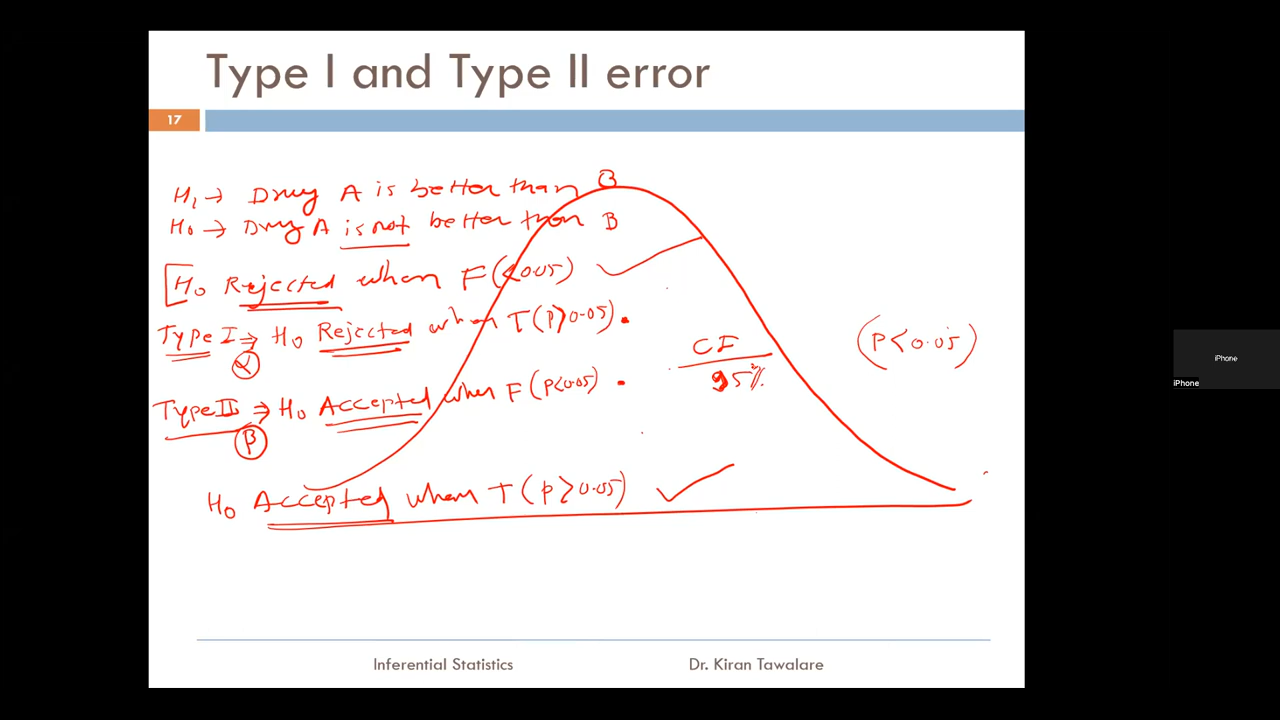 Type I and Type II error
17
H₁ → Drug A is better than B
H₀ → Drug A is not better than B
H₀ Rejected when F (<0.05)
Type I ⇒ H₀ Rejected when T (p>0.05).
α
CI
95%
(P<0.05)
Type II ⇒ H₀ Accepted when F (p<0.05).
β
H₀ Accepted when T (p>0.05)
iPhone
iPhone
Inferential Statistics
Dr. Kiran Tawalare